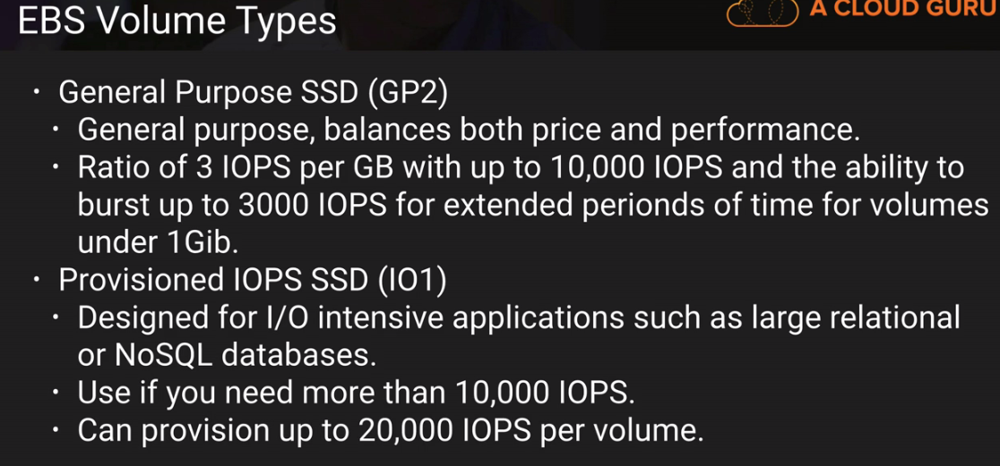 EBS Volume Types
A CLOUD GURU
· General Purpose SSD (GP2)
· General purpose, balances both price and performance.
· Ratio of 3 IOPS per GB with up to 10,000 IOPS and the ability to
burst up to 3000 IOPS for extended perionds of time for volumes
under 1Gib.
· Provisioned IOPS SSD (IO1)
· Designed for I/O intensive applications such as large relational
or NoSQL databases.
· Use if you need more than 10,000 IOPS.
· Can provision up to 20,000 IOPS per volume.